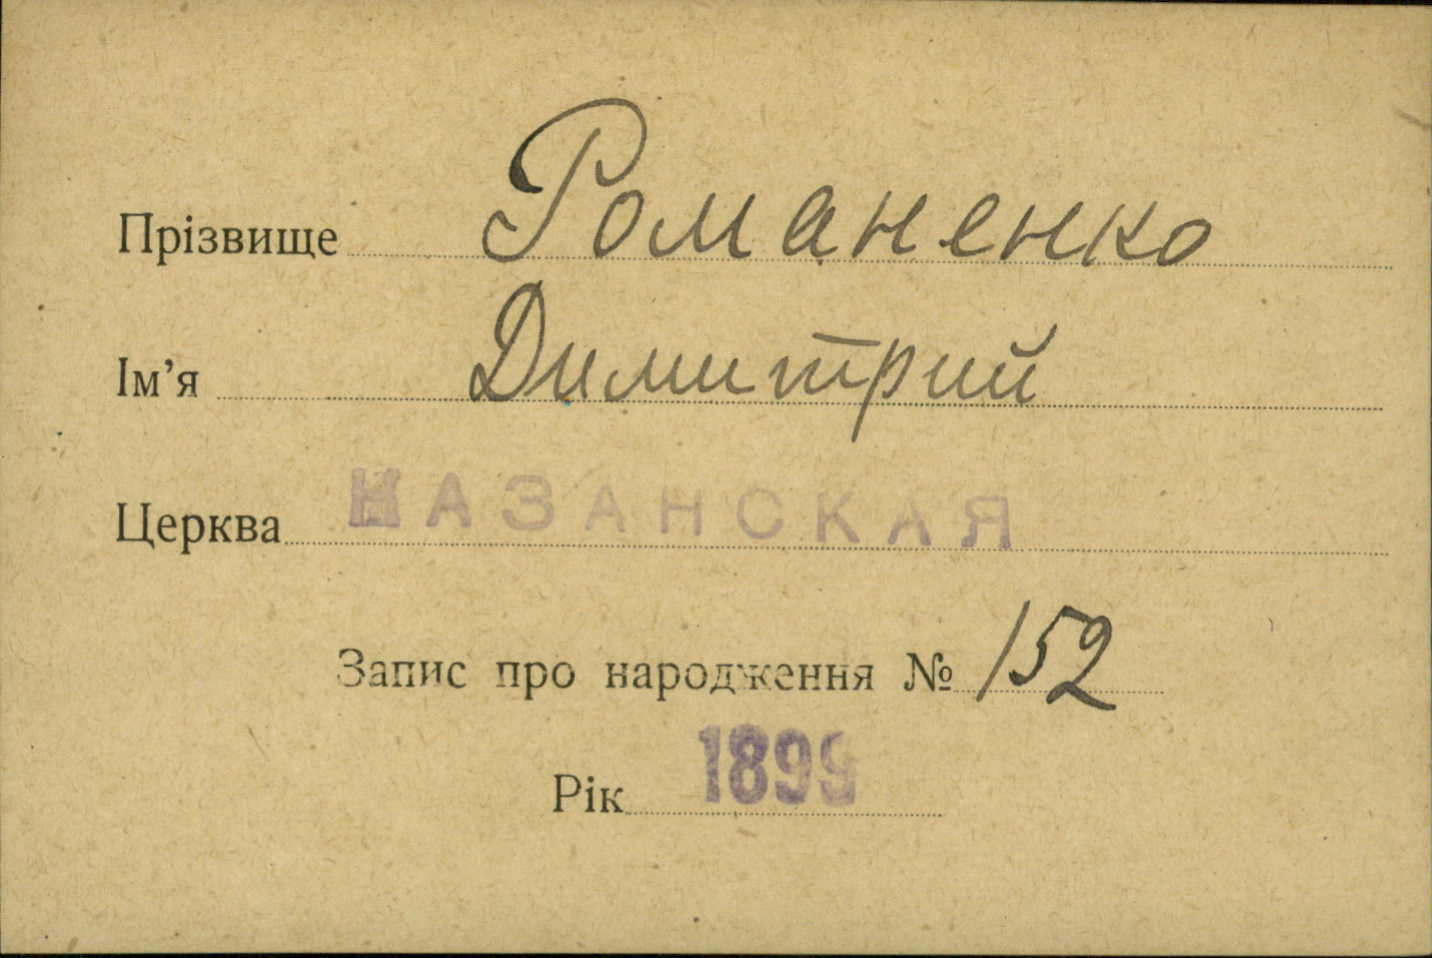 Прізвище Романенко
Ім'я Димитрий
Церква КАЗАНСКАЯ
Запис про народження № 152
Рік 1899